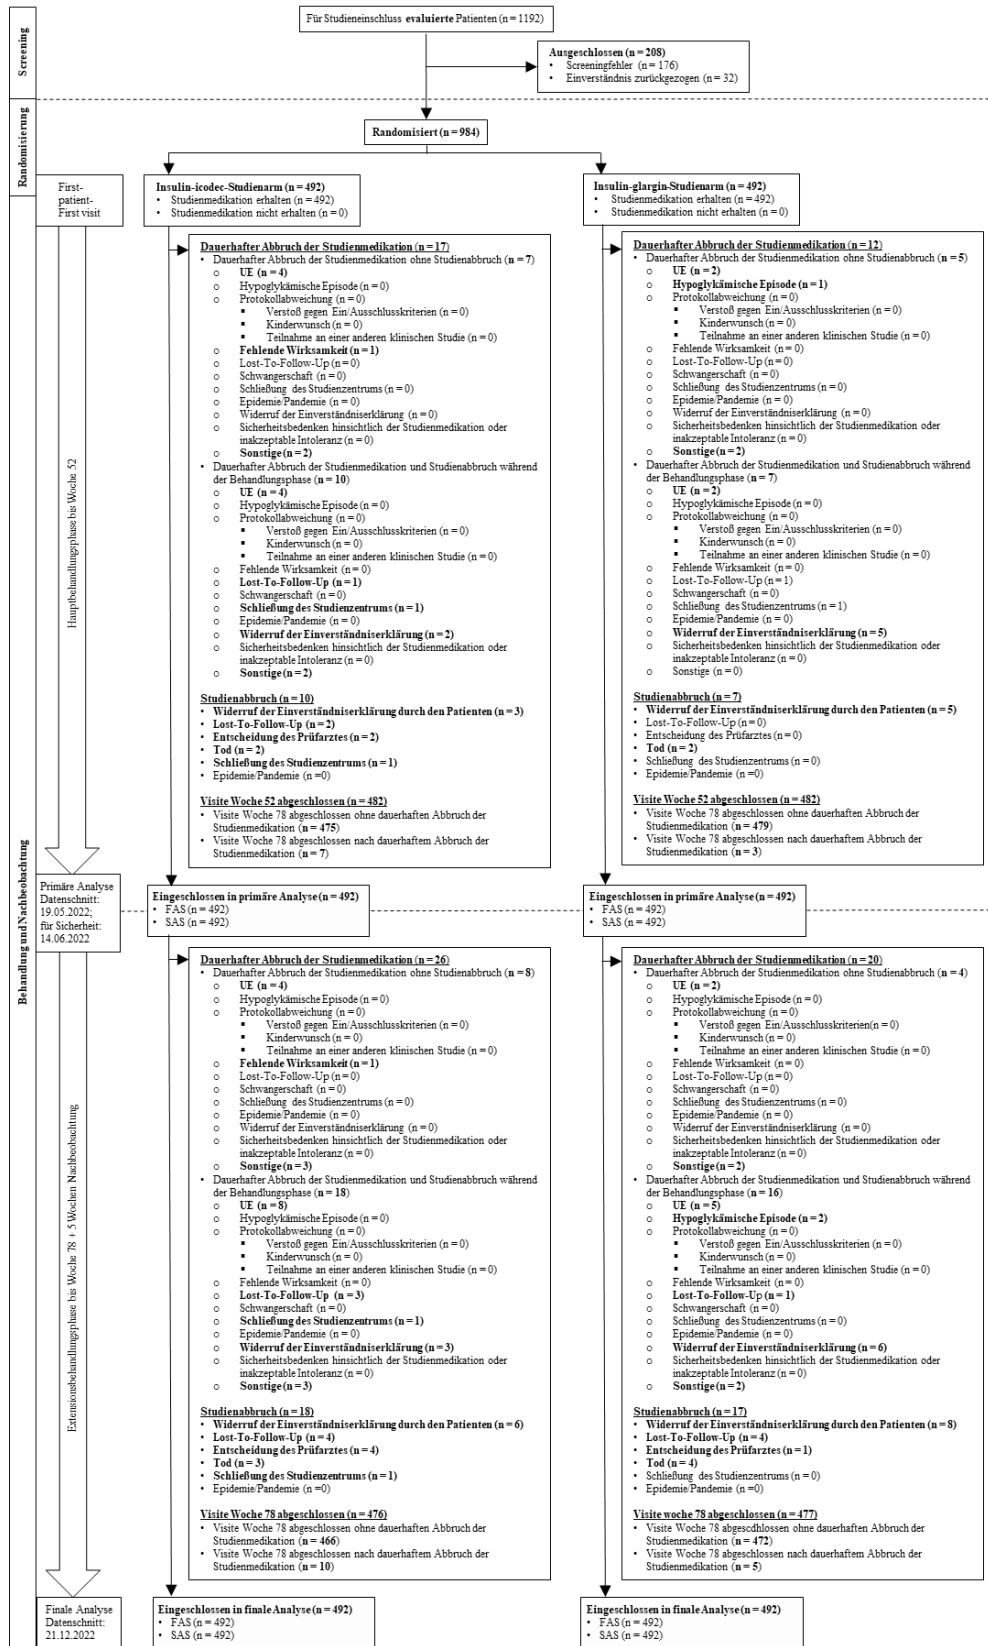 Screening
Für Studieneinschluss evaluierte Patienten (n = 1192)
Ausgeschlossen (n = 208)
• Screeningfehler (n = 176)
• Einverständnis zurückgezogen (n = 32)
Randomisierung
Randomisiert (n = 984)
First-
patient-
First visit
Insulin-icodec-Studienarm (n = 492)
• Studienmedikation erhalten (n = 492)
• Studienmedikation nicht erhalten (n = 0)
Insulin-glargin-Studienarm (n = 492)
• Studienmedikation erhalten (n = 492)
• Studienmedikation nicht erhalten (n = 0)
Behandlung und Nachbeobachtung
Hauptbehandlungsphase bis Woche 52
Dauerhafter Abbruch der Studienmedikation (n = 17)
• Dauerhafter Abbruch der Studienmedikation ohne Studienabbruch (n = 7)
o UE (n = 4)
o Hypoglykämische Episode (n = 0)
o Protokollabweichung (n = 0)
▪ Verstoß gegen Ein/Ausschlusskriterien (n = 0)
▪ Kinderwunsch (n = 0)
▪ Teilnahme an einer anderen klinischen Studie (n = 0)
o Fehlende Wirksamkeit (n = 1)
o Lost-To-Follow-Up (n = 0)
o Schwangerschaft (n = 0)
o Schließung des Studienzentrums (n = 0)
o Epidemie/Pandemie (n = 0)
o Widerruf der Einverständniserklärung (n = 0)
o Sicherheitsbedenken hinsichtlich der Studienmedikation oder
inakzeptable Intoleranz (n = 0)
o Sonstige (n = 2)
• Dauerhafter Abbruch der Studienmedikation und Studienabbruch während
der Behandlungsphase (n = 10)
o UE (n = 4)
o Hypoglykämische Episode (n = 0)
o Protokollabweichung (n = 0)
▪ Verstoß gegen Ein/Ausschlusskriterien (n = 0)
▪ Kinderwunsch (n = 0)
▪ Teilnahme an einer anderen klinischen Studie (n = 0)
o Fehlende Wirksamkeit (n = 0)
o Lost-To-Follow-Up (n = 1)
o Schwangerschaft (n = 0)
o Schließung des Studienzentrums (n = 1)
o Epidemie/Pandemie (n = 0)
o Widerruf der Einverständniserklärung (n = 2)
o Sicherheitsbedenken hinsichtlich der Studienmedikation oder
inakzeptable Intoleranz (n = 0)
o Sonstige (n = 2)
Studienabbruch (n = 10)
• Widerruf der Einverständniserklärung durch den Patienten (n = 3)
• Lost-To-Follow-Up (n = 2)
• Entscheidung des Prüfarztes (n = 2)
• Tod (n = 2)
• Schließung des Studienzentrums (n = 1)
• Epidemie/Pandemie (n =0)
Visite Woche 52 abgeschlossen (n = 482)
• Visite Woche 78 abgeschlossen ohne dauerhaften Abbruch der
Studienmedikation (n = 475)
• Visite Woche 78 abgeschlossen nach dauerhaftem Abbruch der
Studienmedikation (n = 7)
Dauerhafter Abbruch der Studienmedikation (n = 12)
• Dauerhafter Abbruch der Studienmedikation ohne Studienabbruch (n = 5)
o UE (n = 2)
o Hypoglykämische Episode (n = 1)
o Protokollabweichung (n = 0)
▪ Verstoß gegen Ein/Ausschlusskriterien (n = 0)
▪ Kinderwunsch (n = 0)
▪ Teilnahme an einer anderen klinischen Studie (n = 0)
o Fehlende Wirksamkeit (n = 0)
o Lost-To-Follow-Up (n = 0)
o Schwangerschaft (n = 0)
o Schließung des Studienzentrums (n = 0)
o Epidemie/Pandemie (n = 0)
o Widerruf der Einverständniserklärung (n = 0)
o Sicherheitsbedenken hinsichtlich der Studienmedikation oder
inakzeptable Intoleranz (n = 0)
o Sonstige (n = 2)
• Dauerhafter Abbruch der Studienmedikation und Studienabbruch während
der Behandlungsphase (n = 7)
o UE (n = 2)
o Hypoglykämische Episode (n = 0)
o Protokollabweichung (n = 0)
▪ Verstoß gegen Ein/Ausschlusskriterien (n = 0)
▪ Kinderwunsch (n = 0)
▪ Teilnahme an einer anderen klinischen Studie (n = 0)
o Fehlende Wirksamkeit (n = 0)
o Lost-To-Follow-Up (n = 1)
o Schwangerschaft (n = 0)
o Schließung des Studienzentrums (n = 1)
o Epidemie/Pandemie (n = 0)
o Widerruf der Einverständniserklärung (n = 5)
o Sicherheitsbedenken hinsichtlich der Studienmedikation oder
inakzeptable Intoleranz (n = 0)
o Sonstige (n = 0)
Studienabbruch (n = 7)
• Widerruf der Einverständniserklärung durch den Patienten (n = 5)
• Lost-To-Follow-Up (n = 0)
• Entscheidung des Prüfarztes (n = 0)
• Tod (n = 2)
• Schließung des Studienzentrums (n = 0)
• Epidemie/Pandemie (n =0)
Visite Woche 52 abgeschlossen (n = 482)
• Visite Woche 78 abgeschlossen ohne dauerhaften Abbruch der
Studienmedikation (n = 479)
• Visite Woche 78 abgeschlossen nach dauerhaftem Abbruch der
Studienmedikation (n = 3)
Primäre Analyse
Datenschnitt:
19.05.2022;
für Sicherheit:
14.06.2022
Eingeschlossen in primäre Analyse (n = 492)
• FAS (n = 492)
• SAS (n = 492)
Eingeschlossen in primäre Analyse (n = 492)
• FAS (n = 492)
• SAS (n = 492)
Extensionsbehandlungsphase bis Woche 78 + 5 Wochen Nachbeobachtung
Dauerhafter Abbruch der Studienmedikation (n = 26)
• Dauerhafter Abbruch der Studienmedikation ohne Studienabbruch (n = 8)
o UE (n = 4)
o Hypoglykämische Episode (n = 0)
o Protokollabweichung (n = 0)
▪ Verstoß gegen Ein/Ausschlusskriterien (n = 0)
▪ Kinderwunsch (n = 0)
▪ Teilnahme an einer anderen klinischen Studie (n = 0)
o Fehlende Wirksamkeit (n = 1)
o Lost-To-Follow-Up (n = 0)
o Schwangerschaft (n = 0)
o Schließung des Studienzentrums (n = 0)
o Epidemie/Pandemie (n = 0)
o Widerruf der Einverständniserklärung (n = 0)
o Sicherheitsbedenken hinsichtlich der Studienmedikation oder
inakzeptable Intoleranz (n = 0)
o Sonstige (n = 3)
• Dauerhafter Abbruch der Studienmedikation und Studienabbruch während
der Behandlungsphase (n = 18)
o UE (n = 8)
o Hypoglykämische Episode (n = 0)
o Protokollabweichung (n = 0)
▪ Verstoß gegen Ein/Ausschlusskriterien (n = 0)
▪ Kinderwunsch (n = 0)
▪ Teilnahme an einer anderen klinischen Studie (n = 0)
o Fehlende Wirksamkeit (n = 0)
o Lost-To-Follow-Up (n = 3)
o Schwangerschaft (n = 0)
o Schließung des Studienzentrums (n = 1)
o Epidemie/Pandemie (n = 0)
o Widerruf der Einverständniserklärung (n = 3)
o Sicherheitsbedenken hinsichtlich der Studienmedikation oder
inakzeptable Intoleranz (n = 0)
o Sonstige (n = 3)
Studienabbruch (n = 18)
• Widerruf der Einverständniserklärung durch den Patienten (n = 6)
• Lost-To-Follow-Up (n = 4)
• Entscheidung des Prüfarztes (n = 4)
• Tod (n = 3)
• Schließung des Studienzentrums (n = 1)
• Epidemie/Pandemie (n =0)
Visite Woche 78 abgeschlossen (n = 476)
• Visite Woche 78 abgeschlossen ohne dauerhaften Abbruch der
Studienmedikation (n = 466)
• Visite Woche 78 abgeschlossen nach dauerhaftem Abbruch der
Studienmedikation (n = 10)
Dauerhafter Abbruch der Studienmedikation (n = 20)
• Dauerhafter Abbruch der Studienmedikation ohne Studienabbruch (n = 4)
o UE (n = 2)
o Hypoglykämische Episode (n = 0)
o Protokollabweichung (n = 0)
▪ Verstoß gegen Ein/Ausschlusskriterien(n = 0)
▪ Kinderwunsch (n = 0)
▪ Teilnahme an einer anderen klinischen Studie (n = 0)
o Fehlende Wirksamkeit (n = 0)
o Lost-To-Follow-Up (n = 0)
o Schwangerschaft (n = 0)
o Schließung des Studienzentrums (n = 0)
o Epidemie/Pandemie (n = 0)
o Widerruf der Einverständniserklärung (n = 0)
o Sicherheitsbedenken hinsichtlich der Studienmedikation oder
inakzeptable Intoleranz (n = 0)
o Sonstige (n = 2)
• Dauerhafter Abbruch der Studienmedikation und Studienabbruch während
der Behandlungsphase (n = 16)
o UE (n = 5)
o Hypoglykämische Episode (n = 2)
o Protokollabweichung (n = 0)
▪ Verstoß gegen Ein/Ausschlusskriterien (n = 0)
▪ Kinderwunsch (n = 0)
▪ Teilnahme an einer anderen klinischen Studie (n = 0)
o Fehlende Wirksamkeit (n = 0)
o Lost-To-Follow-Up (n = 1)
o Schwangerschaft (n = 0)
o Schließung des Studienzentrums (n = 0)
o Epidemie/Pandemie (n = 0)
o Widerruf der Einverständniserklärung (n = 6)
o Sicherheitsbedenken hinsichtlich der Studienmedikation oder
inakzeptable Intoleranz (n = 0)
o Sonstige (n = 2)
Studienabbruch (n = 17)
• Widerruf der Einverständniserklärung durch den Patienten (n = 8)
• Lost-To-Follow-Up (n = 4)
• Entscheidung des Prüfarztes (n = 1)
• Tod (n = 4)
• Schließung des Studienzentrums (n = 0)
• Epidemie/Pandemie (n =0)
Visite woche 78 abgeschlossen (n = 477)
• Visite Woche 78 abgescdhlossen ohne dauerhaften Abbruch der
Studienmedikation (n = 472)
• Visite Woche 78 abgeschlossen nach dauerhaftem Abbruch der
Studienmedikation (n = 5)
Finale Analyse
Datenschnitt:
21.12.2022
Eingeschlossen in finale Analyse (n = 492)
• FAS (n = 492)
• SAS (n = 492)
Eingeschlossen in finale Analyse (n = 492)
• FAS (n = 492)
• SAS (n = 492)